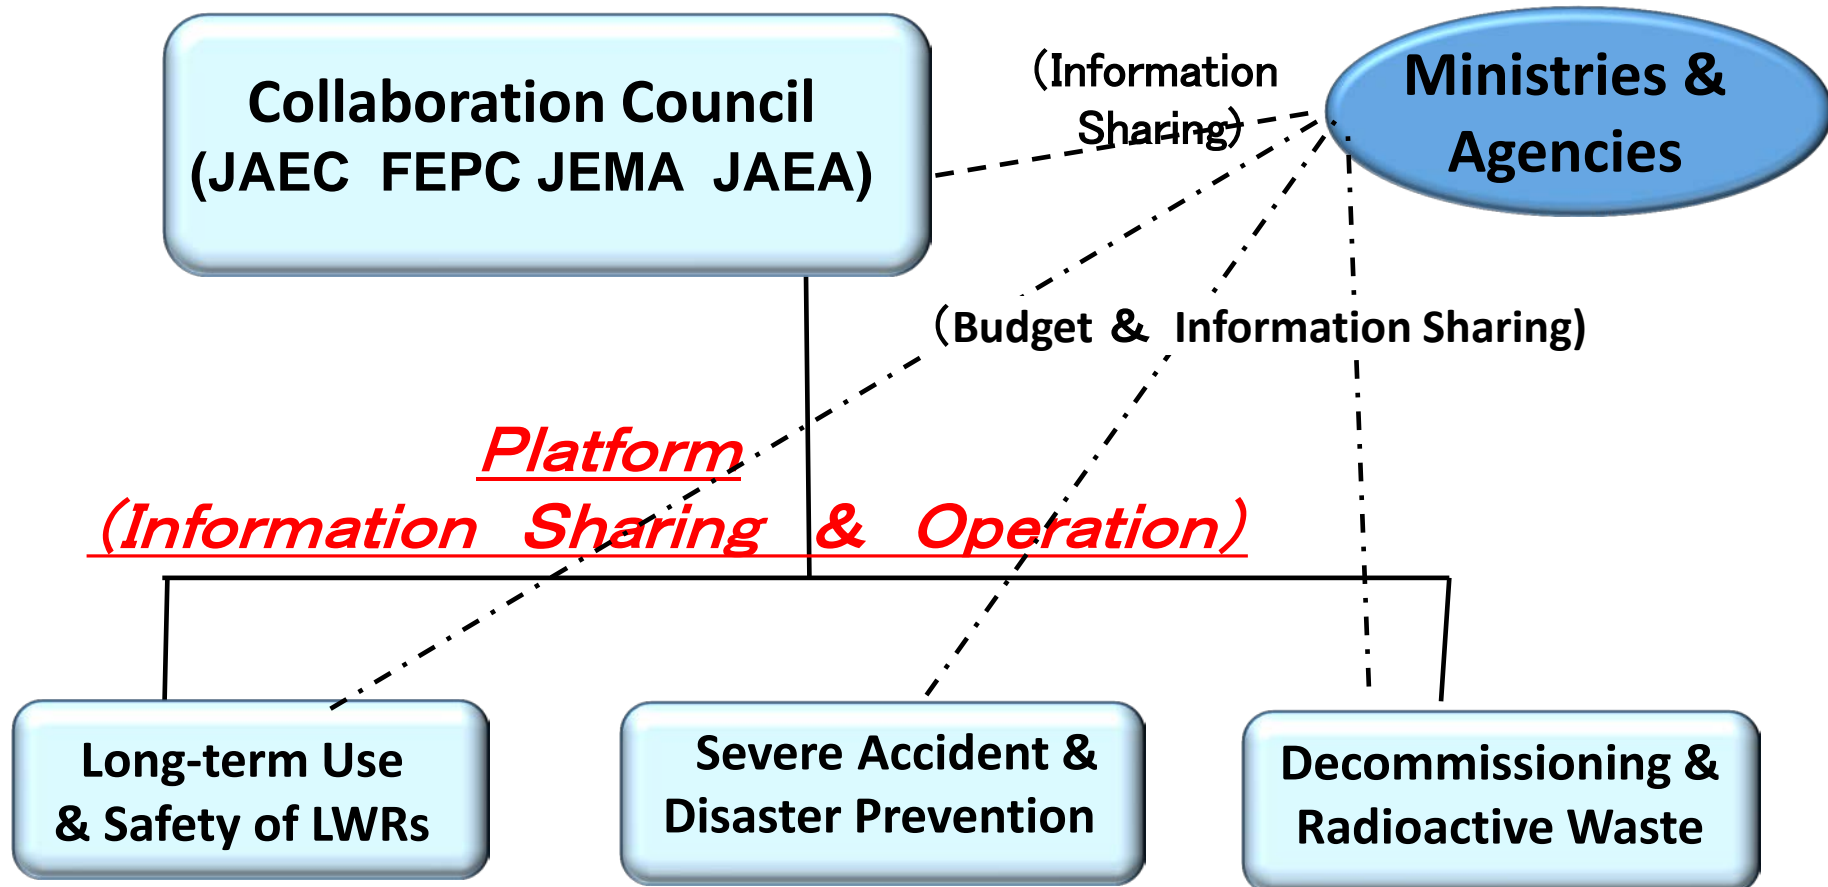 Collaboration Council
(JAEC FEPC JEMA JAEA)
（Information
Sharing）
Ministries &
Agencies
（Budget ＆ Information Sharing)
Platform
（Information Sharing & Operation）
Long-term Use
& Safety of LWRs
Severe Accident &
Disaster Prevention
Decommissioning &
Radioactive Waste